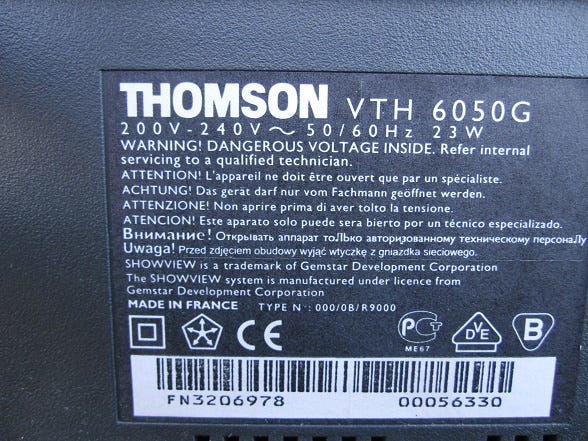 THOMSON VTH 6050G
200V-240V ~ 50/60Hz 23W
WARNING! DANGEROUS VOLTAGE INSIDE. Refer internal
servicing to a qualified technician.
ATTENTION! L'appareil ne doit être ouvert que par un spécialiste.
ACHTUNG! Das gerät darf nur vom Fachmann geöffnet werden.
ATTENZIONE! Non aprire prima di aver tolto la tensione.
ATENCION! Este aparato solo puede sera bierto por un técnico especializado.
Внимание! Открывать аппарат тоЛЬко авторизованному техническому персонаЛу
Uwaga! Przed zdjęciem obudowy wyjąć wtyczkę z gniazdka sieciowego.
SHOWVIEW is a trademark of Gemstar Development Corporation
The SHOWVIEW system is manufactured under licence from
Gemstar Development Corporation
MADE IN FRANCE TYPE N° : 000/0B/R9000
CE PCT ME67 DVE B
FN3206978 00056330